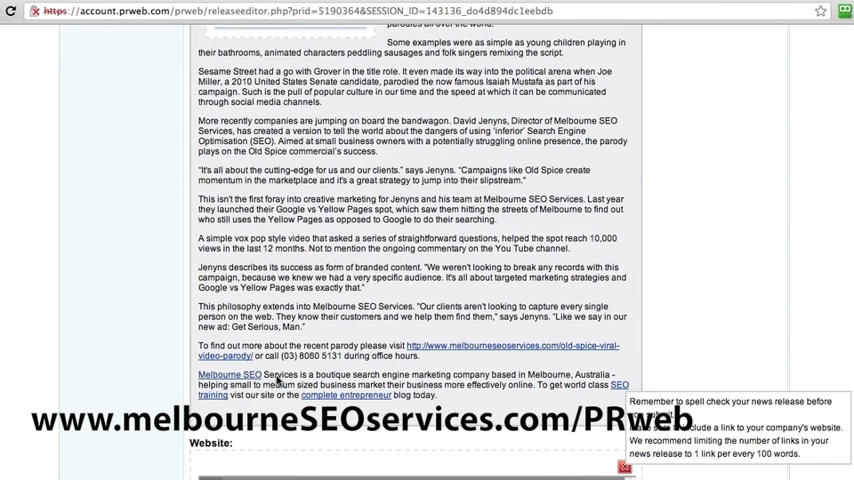 https://account.prweb.com/prweb/releaseeditor.php?prid=5190364&SESSION_ID=143136_do4d894dc1eebdb
parodies all over the world.
Some examples were as simple as young children playing in
their bathrooms, animated characters peddling sausages and folk singers remixing the script.
Sesame Street had a go with Grover in the title role. It even made its way into the political arena when Joe
Miller, a 2010 United States Senate candidate, parodied the now famous Isaiah Mustafa as part of his
campaign. Such is the pull of popular culture in our time and the speed at which it can be communicated
through social media channels.
More recently companies are jumping on board the bandwagon. David Jenyns, Director of Melbourne SEO
Services, has created a version to tell the world about the dangers of using 'inferior' Search Engine
Optimisation (SEO). Aimed at small business owners with a potentially struggling online presence, the parody
plays on the Old Spice commercial's success.
"It's all about the cutting-edge for us and our clients." says Jenyns. "Campaigns like Old Spice create
momentum in the marketplace and it's a great strategy to jump into their slipstream."
This isn't the first foray into creative marketing for Jenyns and his team at Melbourne SEO Services. Last year
they launched their Google vs Yellow Pages spot, which saw them hitting the streets of Melbourne to find out
who still uses the Yellow Pages as opposed to Google to do their searching.
A simple vox pop style video that asked a series of straightforward questions, helped the spot reach 10,000
views in the last 12 months. Not to mention the ongoing commentary on the You Tube channel.
Jenyns describes its success as form of branded content. "We weren't looking to break any records with this
campaign, because we knew we had a very specific audience. It's all about targeted marketing strategies and
Google vs Yellow Pages was exactly that."
This philosophy extends into Melbourne SEO Services. "Our clients aren't looking to capture every single
person on the web. They know their customers and we help them find them," says Jenyns. "Like we say in our
new ad: Get Serious, Man."
To find out more about the recent parody please visit http://www.melbourneseoservices.com/old-spice-viral-
video-parody/ or call (03) 8060 5131 during office hours.
Melbourne SEO Services is a boutique search engine marketing company based in Melbourne, Australia -
helping small to medium sized business market their business more effectively online. To get world class SEO
training visit our site or the complete entrepreneur blog today.
www.melbourneSEOservices.com/PRweb
Remember to spell check your news release before
include a link to your company's website.
We recommend limiting the number of links in your
news release to 1 link per every 100 words.
Website: